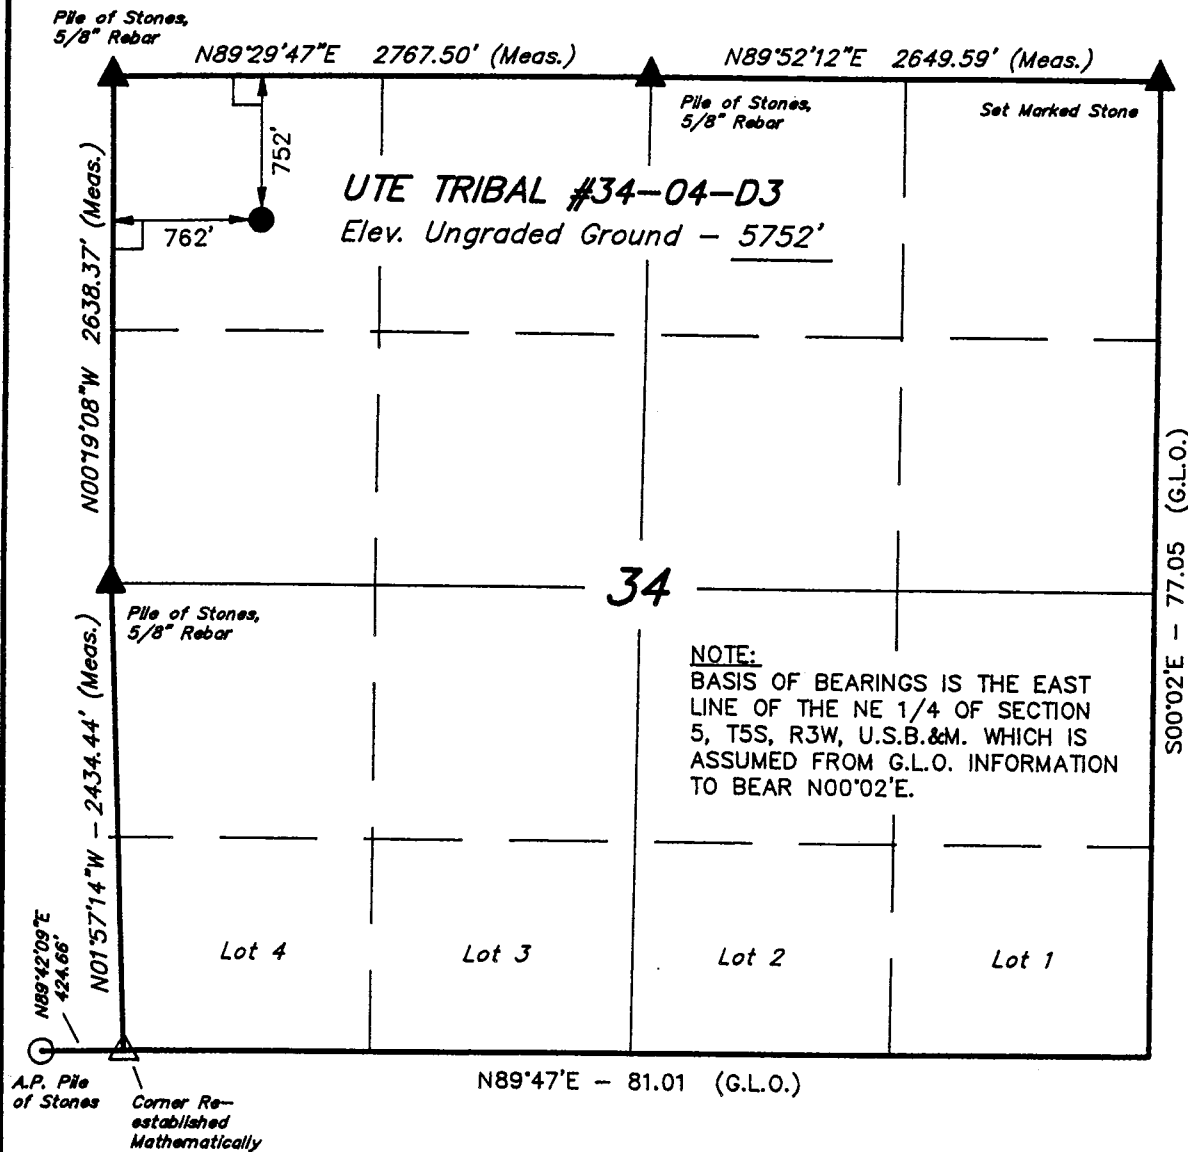 Pile of Stones,
5/8" Rebar
N89°29'47"E 2767.50' (Meas.)
N89°52'12"E 2649.59' (Meas.)
Pile of Stones,
5/8" Rebar
Set Marked Stone
752'
762'
UTE TRIBAL #34-04-D3
Elev. Ungraded Ground - 5752'
N00°19'08"W 2638.37' (Meas.)
34
Pile of Stones,
5/8" Rebar
S00°02'E - 77.05 (G.L.O.)
NOTE:
BASIS OF BEARINGS IS THE EAST
LINE OF THE NE 1/4 OF SECTION
5, T5S, R3W, U.S.B.&M. WHICH IS
ASSUMED FROM G.L.O. INFORMATION
TO BEAR N00°02'E.
N01°57'14"W - 2434.44' (Meas.)
N89°42'09"E
424.66'
Lot 4
Lot 3
Lot 2
Lot 1
A.P. Pile
of Stones
Corner Re-
established
Mathematically
N89°47'E - 81.01 (G.L.O.)